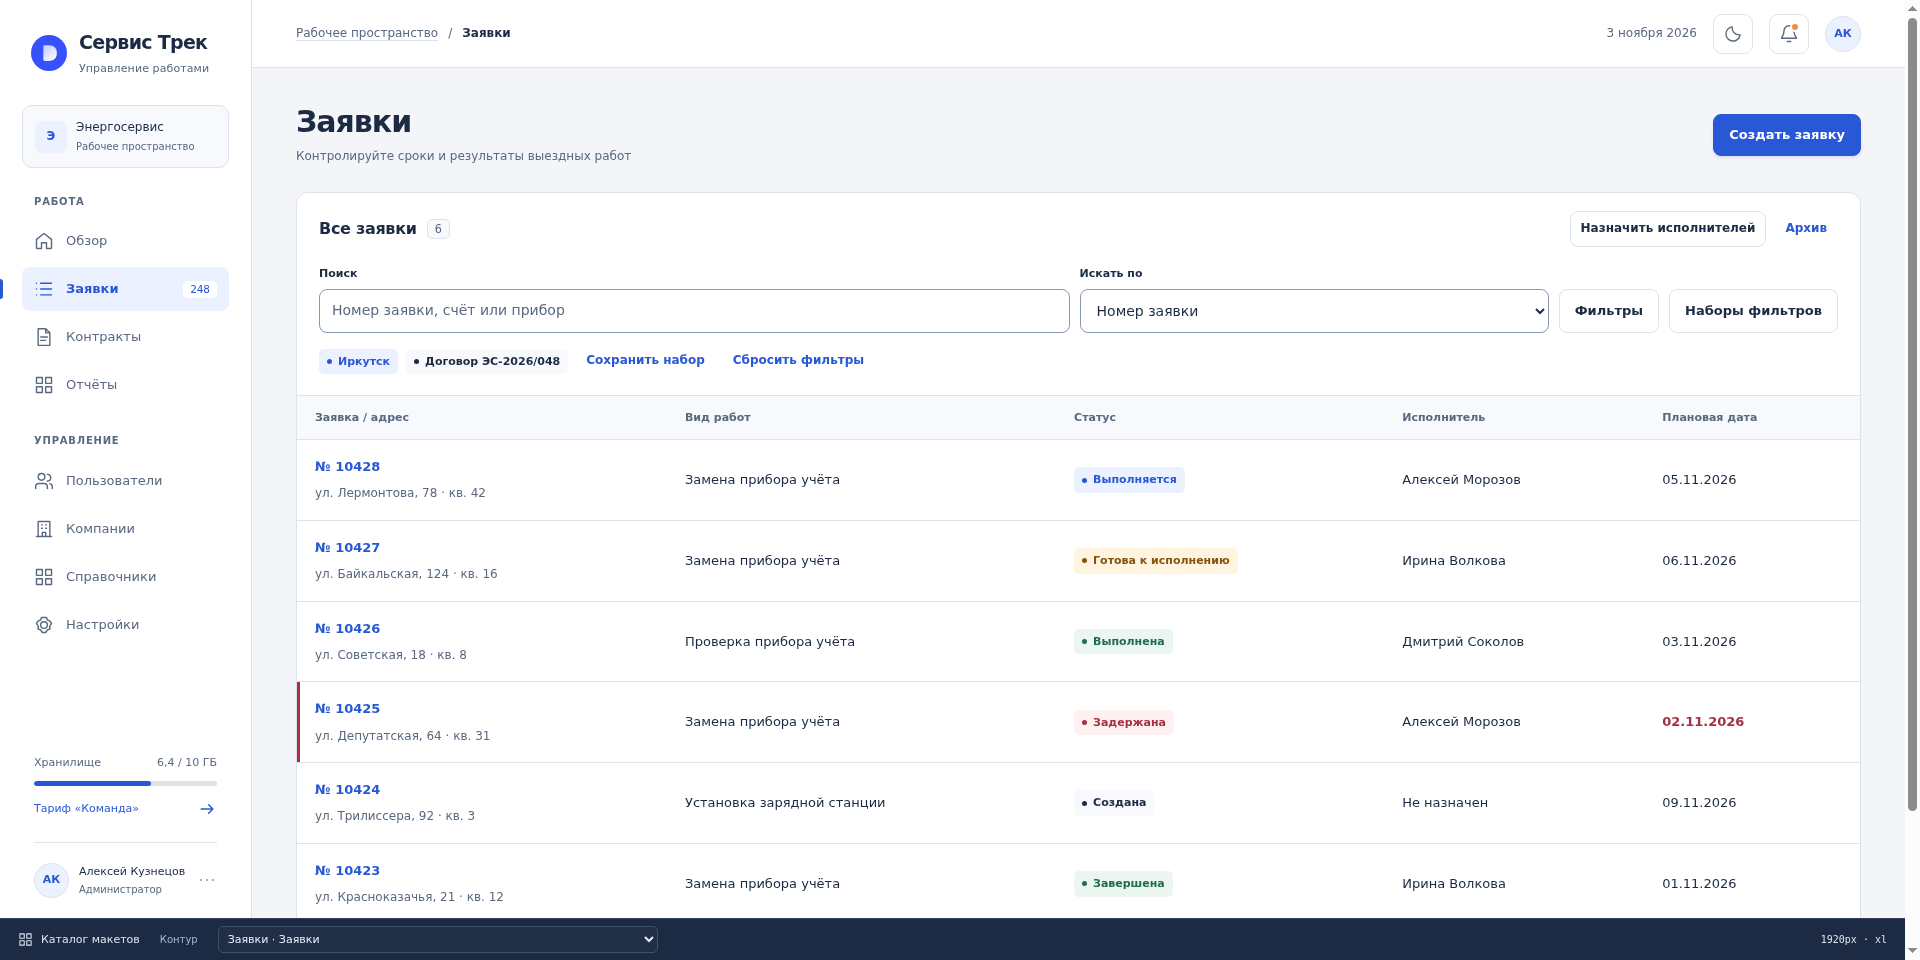 Сервис Трек
Управление работами
Э
Энергосервис
Рабочее пространство
РАБОТА
Обзор
Заявки 248
Контракты
Отчёты
УПРАВЛЕНИЕ
Пользователи
Компании
Справочники
Настройки
Хранилище 6,4 / 10 ГБ
Тариф «Команда»
АК
Алексей Кузнецов
Администратор
Рабочее пространство / Заявки
3 ноября 2026
АК
Заявки
Контролируйте сроки и результаты выездных работ
Создать заявку
Все заявки 6
Назначить исполнителей Архив
Поиск Искать по
Номер заявки, счёт или прибор Номер заявки Фильтры Наборы фильтров
Иркутск Договор ЭС-2026/048 Сохранить набор Сбросить фильтры
Заявка / адрес Вид работ Статус Исполнитель Плановая дата
№ 10428
ул. Лермонтова, 78 · кв. 42
Замена прибора учёта Выполняется Алексей Морозов 05.11.2026
№ 10427
ул. Байкальская, 124 · кв. 16
Замена прибора учёта Готова к исполнению Ирина Волкова 06.11.2026
№ 10426
ул. Советская, 18 · кв. 8
Проверка прибора учёта Выполнена Дмитрий Соколов 03.11.2026
№ 10425
ул. Депутатская, 64 · кв. 31
Замена прибора учёта Задержана Алексей Морозов 02.11.2026
№ 10424
ул. Трилиссера, 92 · кв. 3
Установка зарядной станции Создана Не назначен 09.11.2026
№ 10423
ул. Красноказачья, 21 · кв. 12
Замена прибора учёта Завершена Ирина Волкова 01.11.2026
Каталог макетов Контур Заявки · Заявки 1920px · xl